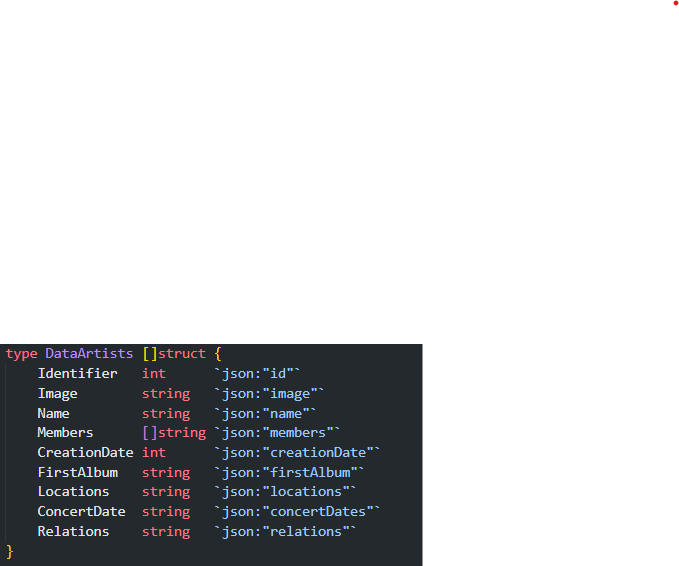 type DataArtists []struct {
    Identifier   int      `json:"id"`
    Image        string   `json:"image"`
    Name         string   `json:"name"`
    Members      []string `json:"members"`
    CreationDate int      `json:"creationDate"`
    FirstAlbum   string   `json:"firstAlbum"`
    Locations    string   `json:"locations"`
    ConcertDate  string   `json:"concertDates"`
    Relations    string   `json:"relations"`
}